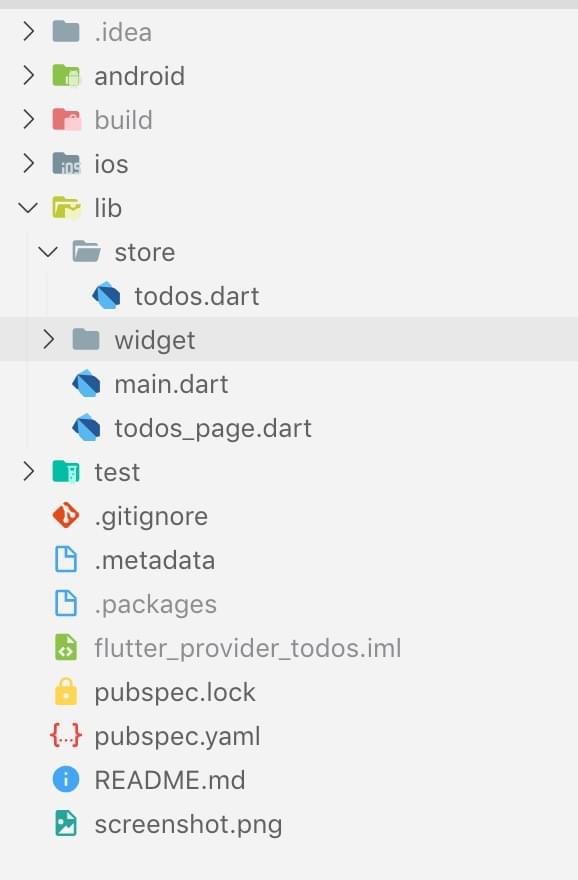 .idea
android
build
ios
lib
store
todos.dart
widget
main.dart
todos_page.dart
test
.gitignore
.metadata
.packages
flutter_provider_todos.iml
pubspec.lock
pubspec.yaml
README.md
screenshot.png